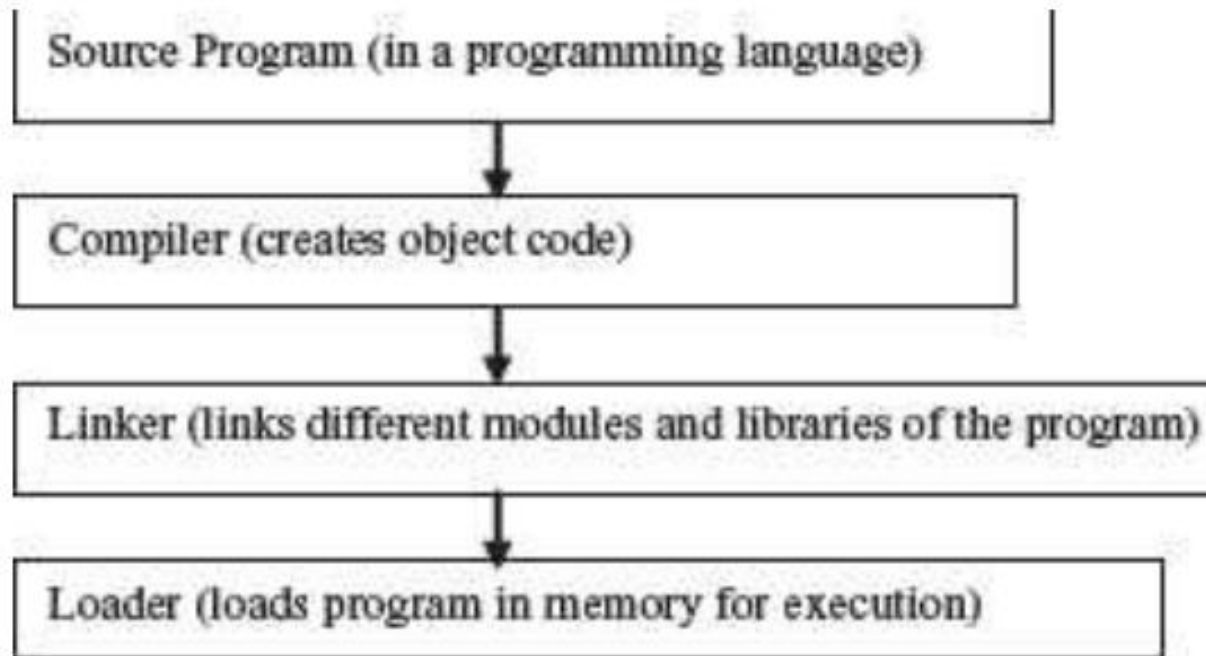 Source Program (in a programming language)
Compiler (creates object code)
Linker (links different modules and libraries of the program)
Loader (loads program in memory for execution)